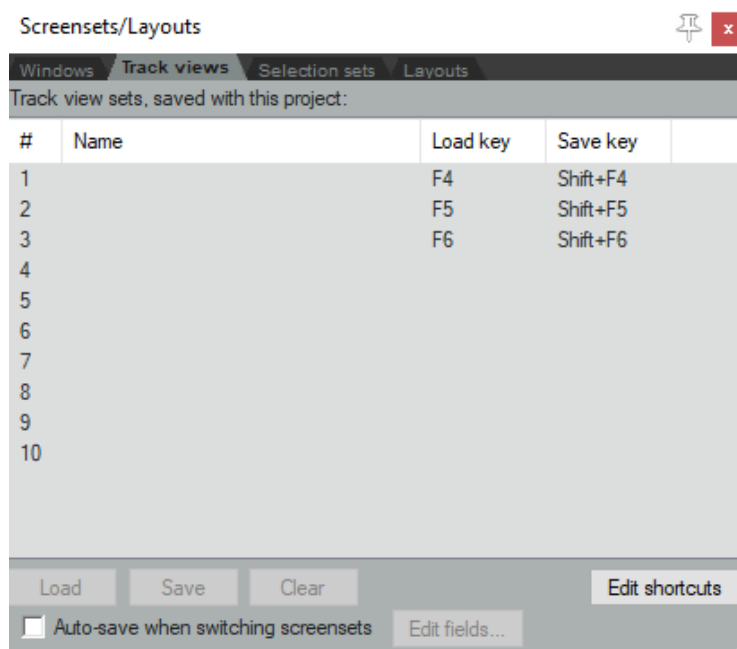 Screensets/Layouts x
Windows Track views Selection sets Layouts
Track view sets, saved with this project:
# Name Load key Save key
1 F4 Shift+F4
2 F5 Shift+F5
3 F6 Shift+F6
4
5
6
7
8
9
10
Load Save Clear Edit shortcuts
Auto-save when switching screensets Edit fields...